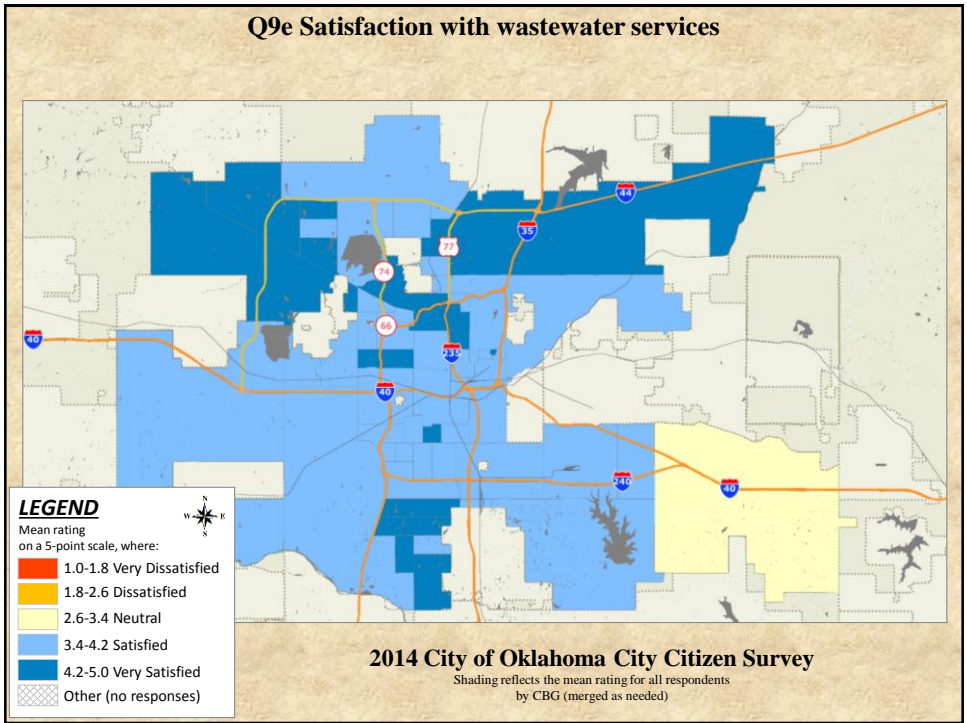 Q9e Satisfaction with wastewater services
44
35
77
74
66
40
235
40
240
40
LEGEND
N
W E
S
Mean rating
on a 5-point scale, where:
1.0-1.8 Very Dissatisfied
1.8-2.6 Dissatisfied
2.6-3.4 Neutral
3.4-4.2 Satisfied
4.2-5.0 Very Satisfied
Other (no responses)
2014 City of Oklahoma City Citizen Survey
Shading reflects the mean rating for all respondents
by CBG (merged as needed)